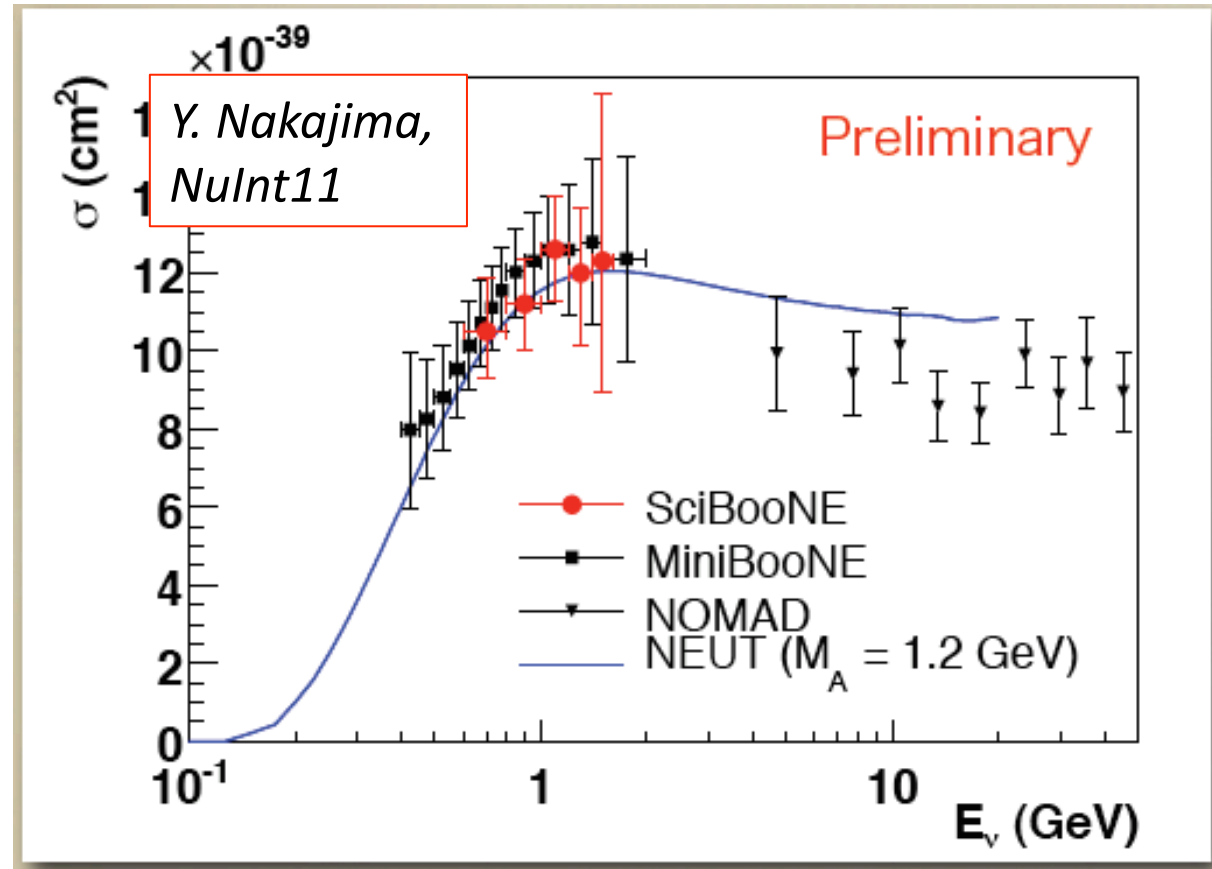 ×10⁻³⁹
σ (cm²)
Y. Nakajima,
NuInt11
Preliminary
12
10
8
6
4
2
0
SciBooNE
MiniBooNE
NOMAD
NEUT (M_A = 1.2 GeV)
10⁻¹
1
10
E_ν (GeV)